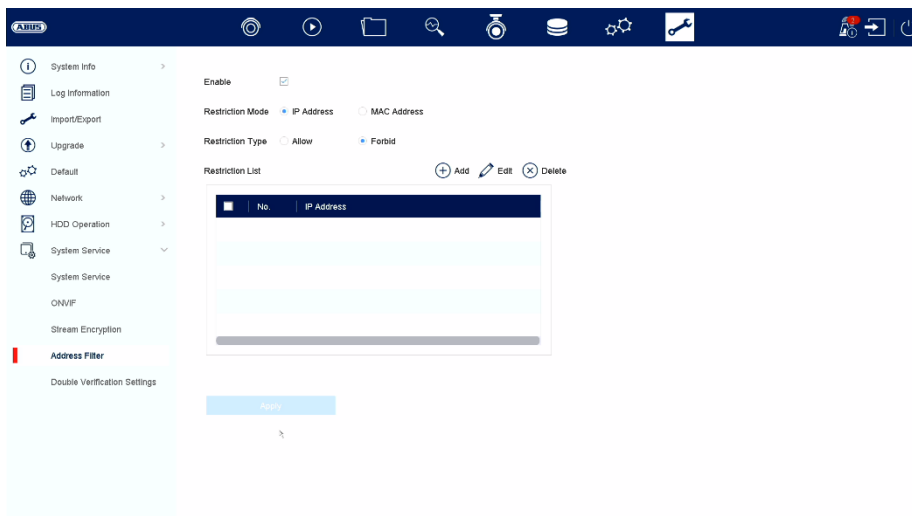 ABUS
System Info
Log Information
Import/Export
Upgrade
Default
Network
HDD Operation
System Service
System Service
ONVIF
Stream Encryption
Address Filter
Double Verification Settings
Enable
Restriction Mode IP Address MAC Address
Restriction Type Allow Forbid
Restriction List Add Edit Delete
No. IP Address
Apply